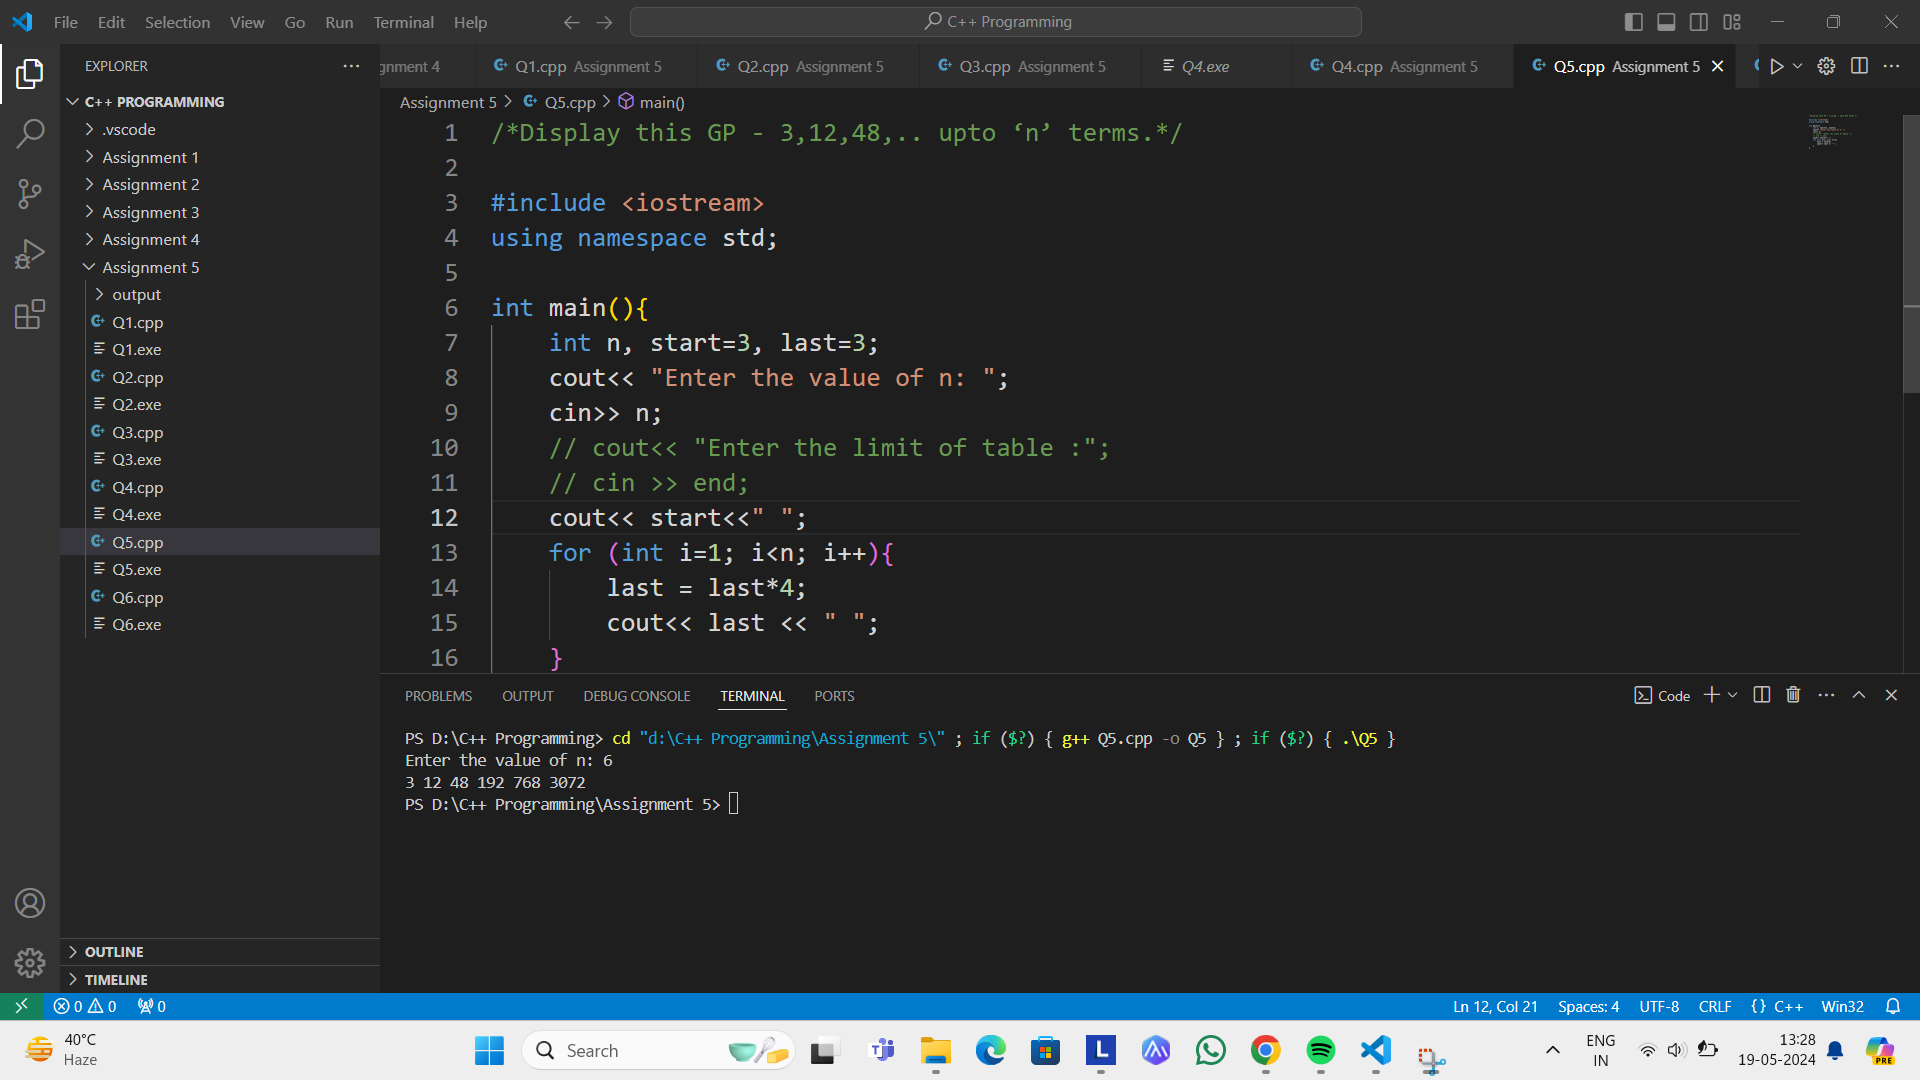 File Edit Selection View Go Run Terminal Help
C++ Programming
EXPLORER
gnment 4
Q1.cpp Assignment 5
Q2.cpp Assignment 5
Q3.cpp Assignment 5
Q4.exe
Q4.cpp Assignment 5
Q5.cpp Assignment 5
C++ PROGRAMMING
.vscode
Assignment 1
Assignment 2
Assignment 3
Assignment 4
Assignment 5
output
Q1.cpp
Q1.exe
Q2.cpp
Q2.exe
Q3.cpp
Q3.exe
Q4.cpp
Q4.exe
Q5.cpp
Q5.exe
Q6.cpp
Q6.exe
OUTLINE
TIMELINE
Assignment 5 > Q5.cpp > main()
1 /*Display this GP - 3,12,48,.. upto ‘n’ terms.*/
2
3 #include <iostream>
4 using namespace std;
5
6 int main(){
7 int n, start=3, last=3;
8 cout<< "Enter the value of n: ";
9 cin>> n;
10 // cout<< "Enter the limit of table :";
11 // cin >> end;
12 cout<< start<<" ";
13 for (int i=1; i<n; i++){
14 last = last*4;
15 cout<< last << " ";
16 }
PROBLEMS OUTPUT DEBUG CONSOLE TERMINAL PORTS
Code
PS D:\C++ Programming> cd "d:\C++ Programming\Assignment 5\" ; if ($?) { g++ Q5.cpp -o Q5 } ; if ($?) { .\Q5 }
Enter the value of n: 6
3 12 48 192 768 3072
PS D:\C++ Programming\Assignment 5>
0 0 0
Ln 12, Col 21 Spaces: 4 UTF-8 CRLF {} C++ Win32
40°C
Haze
Search
ENG
IN
13:28
19-05-2024
PRE